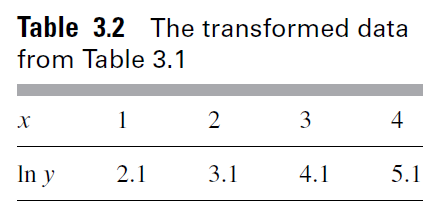 Table 3.2 The transformed data
from Table 3.1
x 1 2 3 4
ln y 2.1 3.1 4.1 5.1